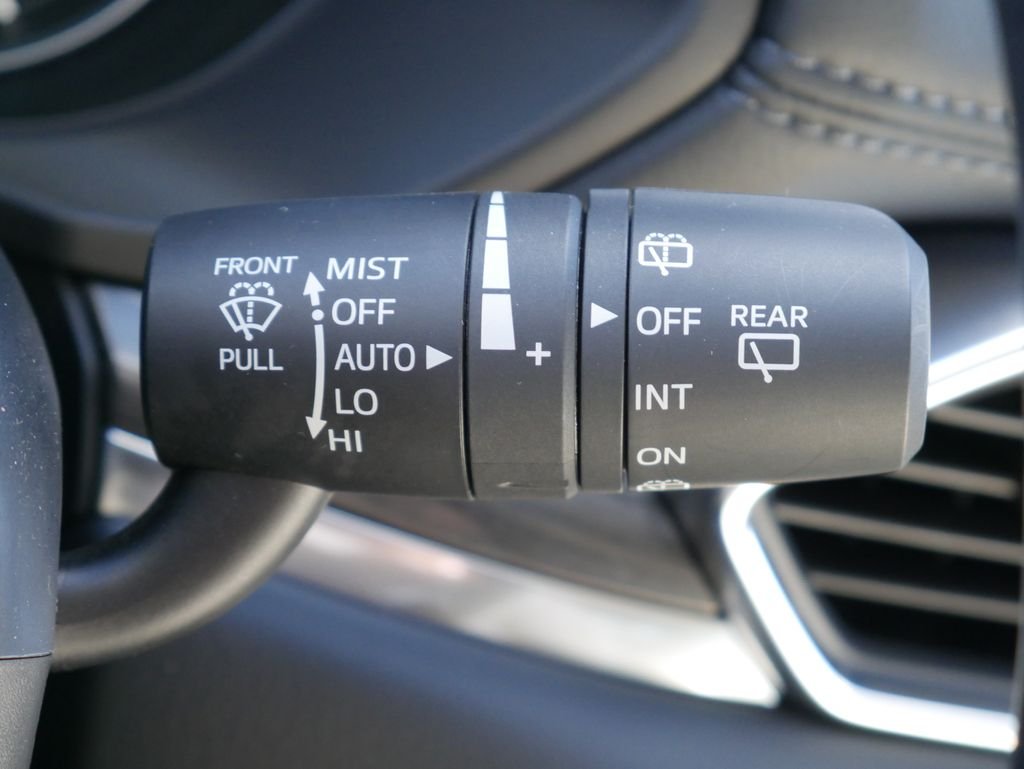 FRONT
PULL
MIST
OFF
AUTO
LO
HI
+
OFF
INT
ON
REAR